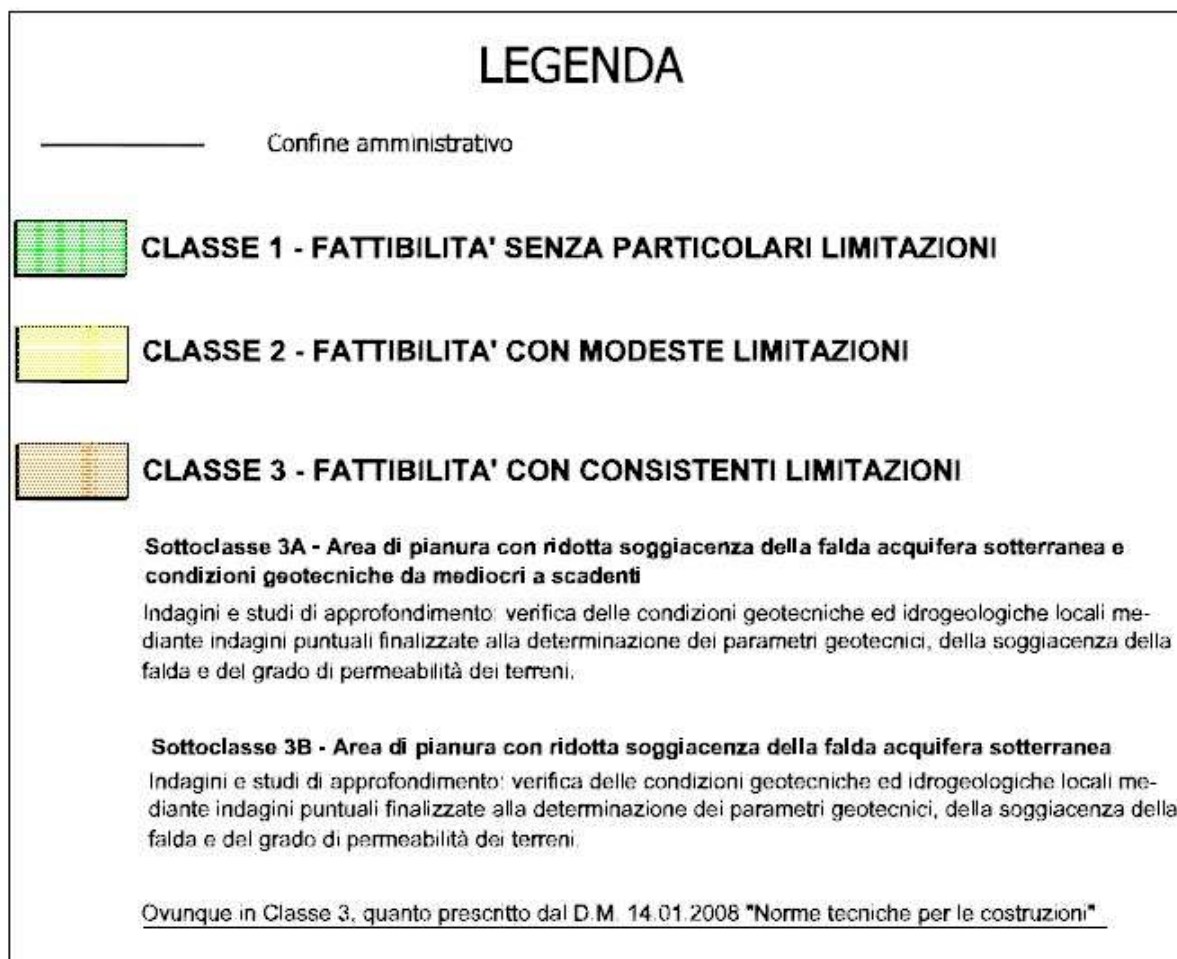 LEGENDA
Confine amministrativo
CLASSE 1 - FATTIBILITA' SENZA PARTICOLARI LIMITAZIONI
CLASSE 2 - FATTIBILITA' CON MODESTE LIMITAZIONI
CLASSE 3 - FATTIBILITA' CON CONSISTENTI LIMITAZIONI
Sottoclasse 3A - Area di pianura con ridotta soggiacenza della falda acquifera sotterranea e
condizioni geotecniche da mediocri a scadenti
Indagini e studi di approfondimento: verifica delle condizioni geotecniche ed idrogeologiche locali me-
diante indagini puntuali finalizzate alla determinazione dei parametri geotecnici, della soggiacenza della
falda e del grado di permeabilità dei terreni.
Sottoclasse 3B - Area di pianura con ridotta soggiacenza della falda acquifera sotterranea
Indagini e studi di approfondimento: verifica delle condizioni geotecniche ed idrogeologiche locali me-
diante indagini puntuali finalizzate alla determinazione dei parametri geotecnici, della soggiacenza della
falda e del grado di permeabilità dei terreni.
Ovunque in Classe 3, quanto prescritto dal D.M. 14.01.2008 "Norme tecniche per le costruzioni"